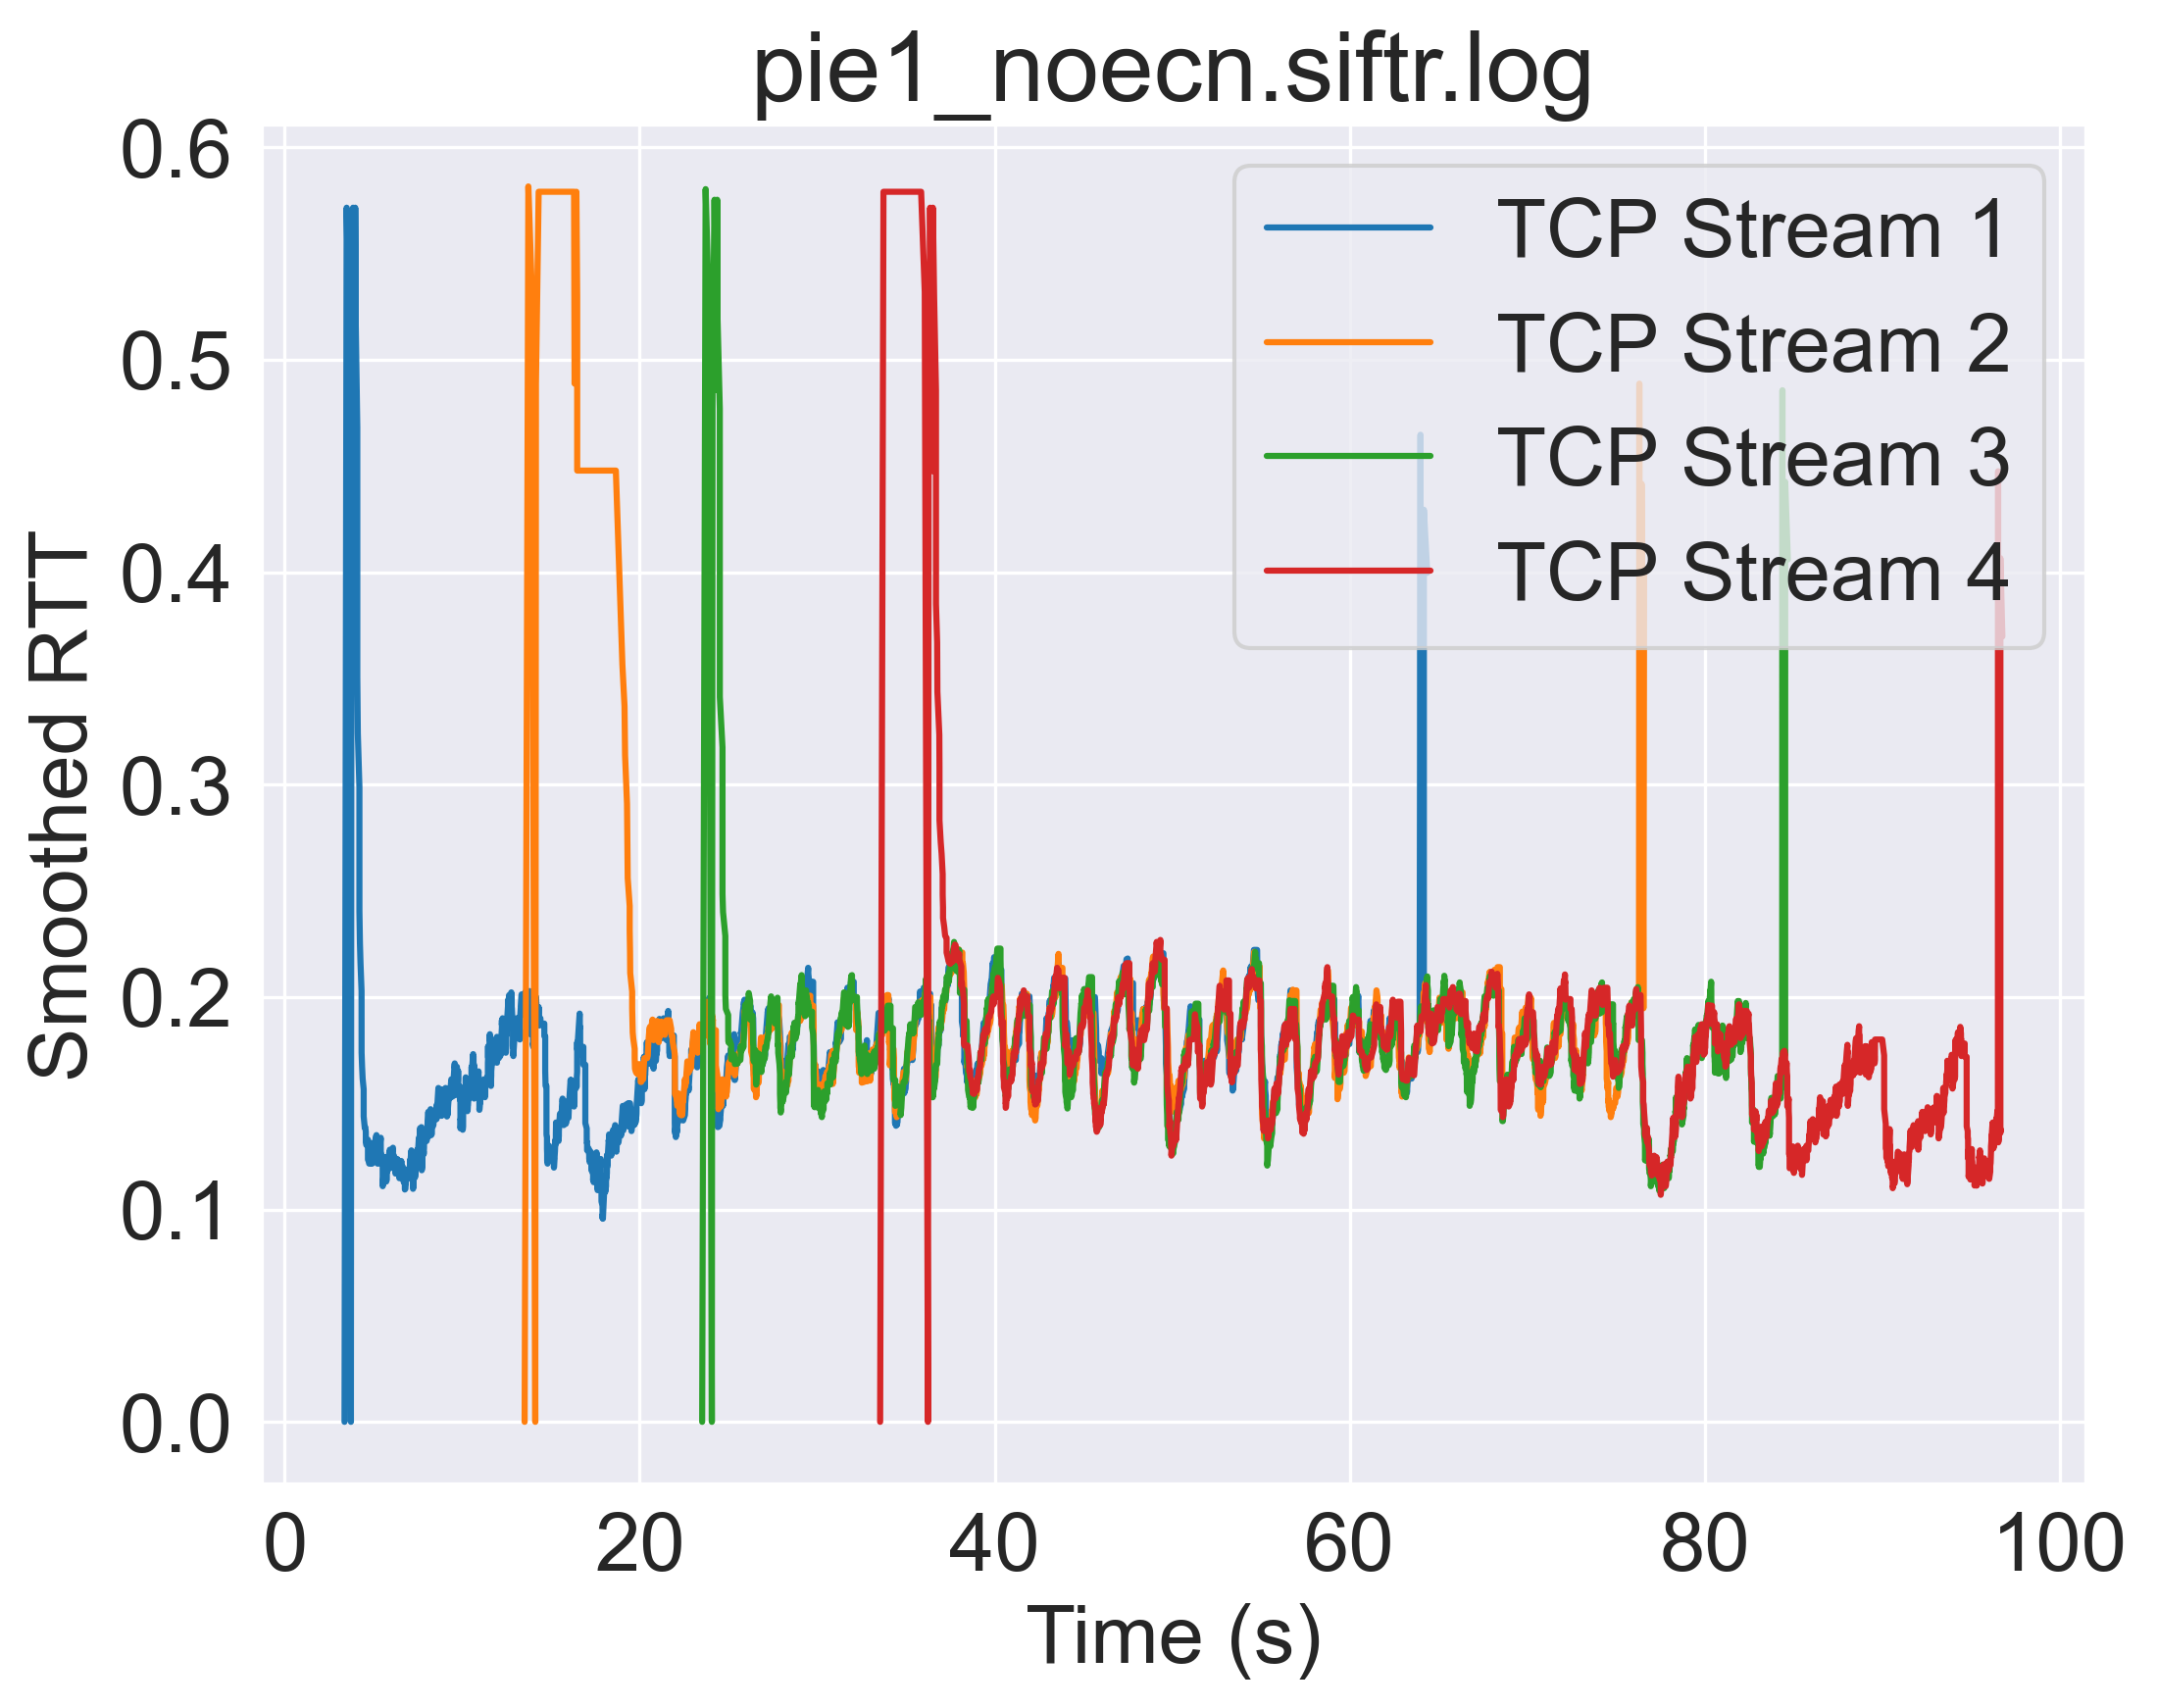 pie1_noecn.siftr.log
0.6
0.5
0.4
0.3
0.2
0.1
0.0
Smoothed RTT
TCP Stream 1
TCP Stream 2
TCP Stream 3
TCP Stream 4
0 20 40 60 80 100
Time (s)